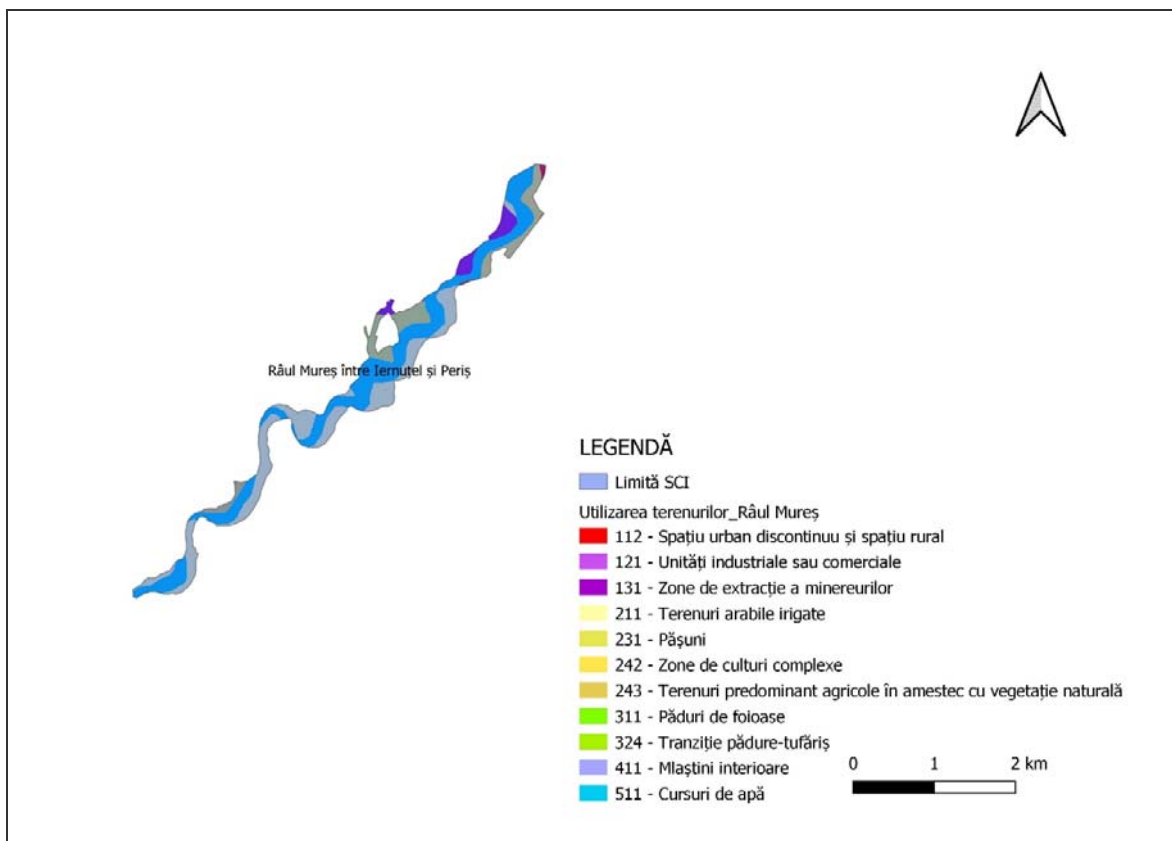 Râul Mureș între Iernuțel și Periș
LEGENDĂ
Limită SCI
Utilizarea terenurilor_Râul Mureș
112 - Spațiu urban discontinuu și spațiu rural
121 - Unități industriale sau comerciale
131 - Zone de extracție a minereurilor
211 - Terenuri arabile irigate
231 - Pășuni
242 - Zone de culturi complexe
243 - Terenuri predominant agricole în amestec cu vegetație naturală
311 - Păduri de foioase
324 - Tranziție pădure-tufăriș
411 - Mlaștini interioare
511 - Cursuri de apă
0 1 2 km